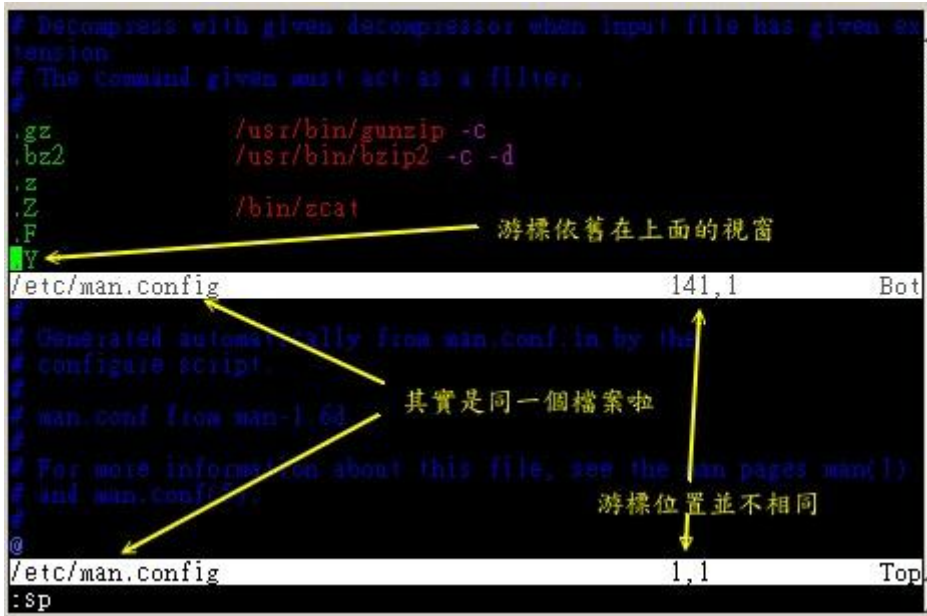 # Decompress with given decompressor when input file has given ex
tension
# The command given must act as a filter.
#
.gz /usr/bin/gunzip -c
.bz2 /usr/bin/bzip2 -c -d
.z
.Z /bin/zcat
.F
游標依舊在上面的視窗
.Y
/etc/man.config 141,1 Bot
#
# Generated automatically from man.conf.in by the
# configure script.
#
其實是同一個檔案啦
# man.conf from man-1.6d
#
# For more information about this file, see the man pages man(1)
# and man.conf(5).
游標位置並不相同
#
@
/etc/man.config 1,1 Top
:sp